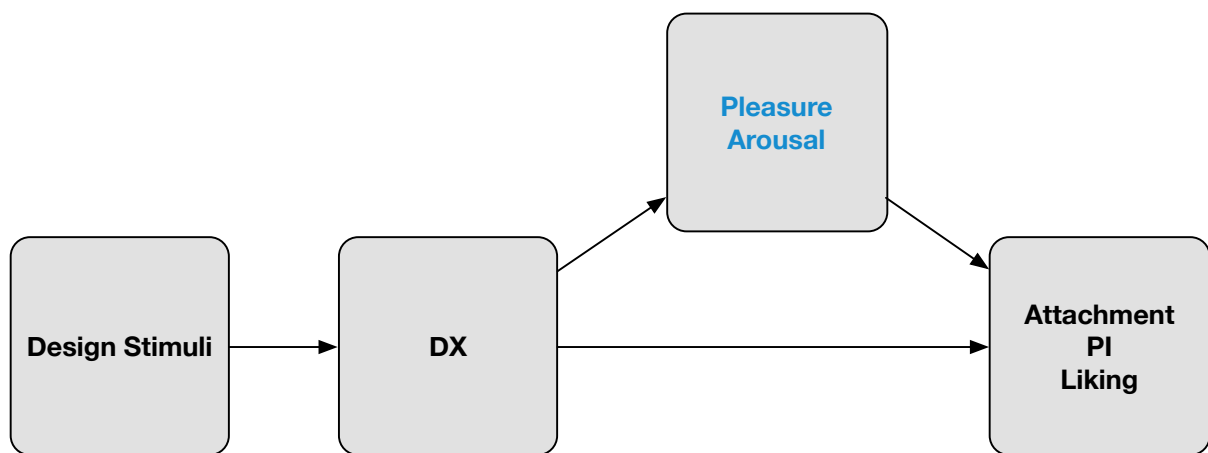 Pleasure
Arousal
Design Stimuli
DX
Attachment
PI
Liking